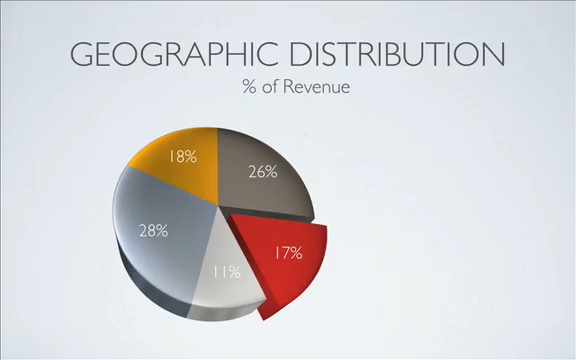 GEOGRAPHIC DISTRIBUTION
% of Revenue
18%
26%
28%
17%
11%